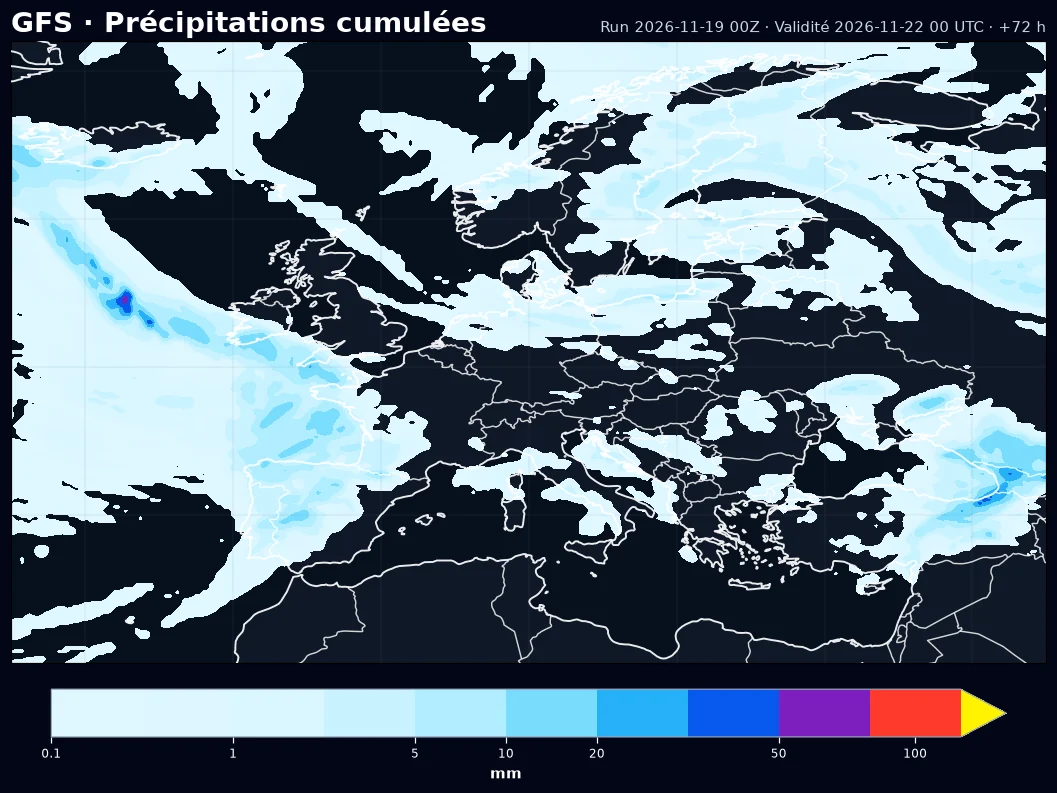 GFS · Précipitations cumulées
Run 2026-11-19 00Z · Validité 2026-11-22 00 UTC · +72 h
0.1 1 5 10 20 50 100
mm